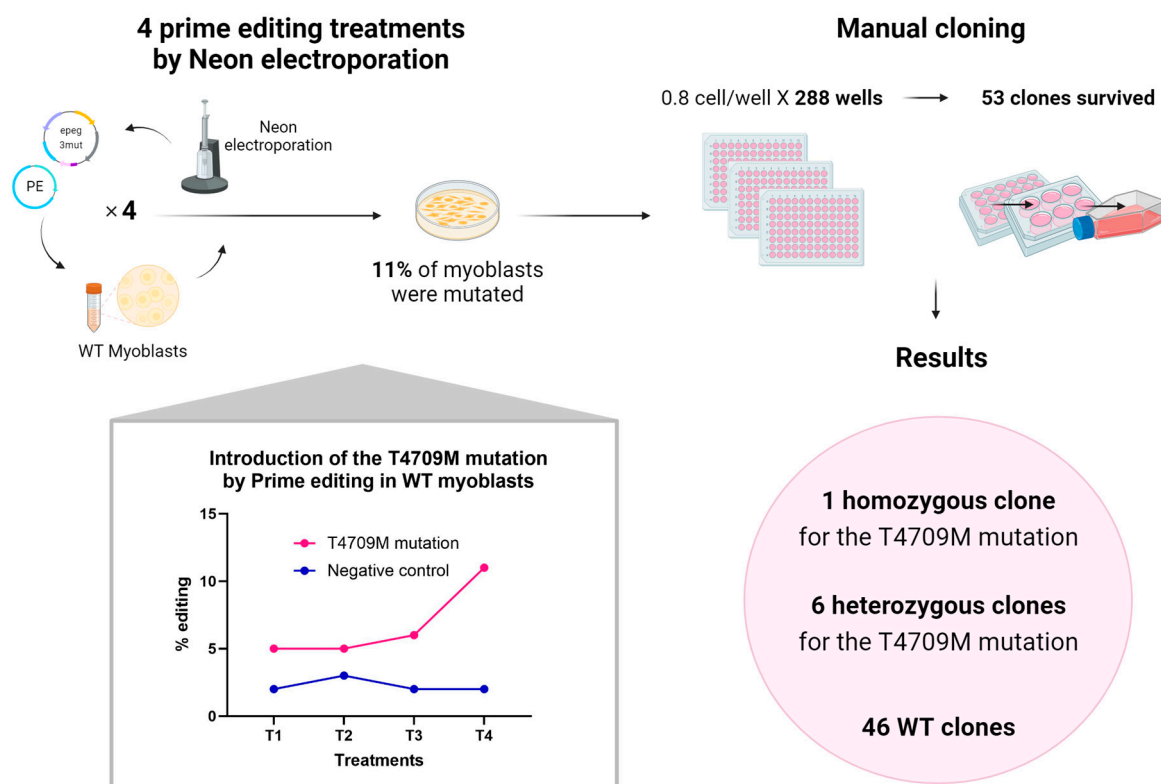 4 prime editing treatments
by Neon electroporation
epeg
3mut
PE
× 4
Neon
electroporation
WT Myoblasts
11% of myoblasts
were mutated
Manual cloning
0.8 cell/well X 288 wells
53 clones survived
Introduction of the T4709M mutation
by Prime editing in WT myoblasts
% editing
15
10
5
0
T4709M mutation
Negative control
T1 T2 T3 T4
Treatments
Results
1 homozygous clone
for the T4709M mutation
6 heterozygous clones
for the T4709M mutation
46 WT clones